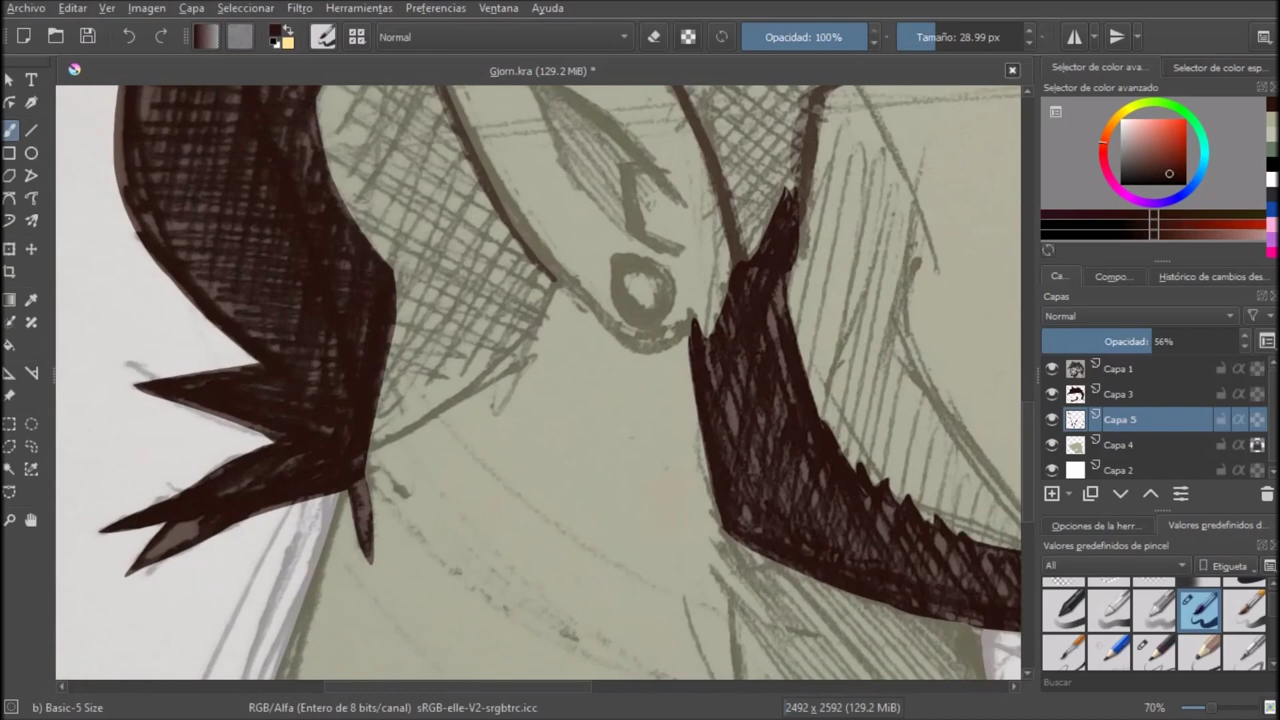 Archivo Editar Ver Imagen Capa Seleccionar Filtro Herramientas Preferencias Ventana Ayuda
Normal Opacidad: 100% Tamaño: 28.99 px
Gjorn.kra (129.2 MiB) *
Selector de color ava... Selector de color esp...
Selector de color avanzado
Ca... Compo... Histórico de cambios des...
Capas
Normal
Opacidad: 56%
Capa 1
Capa 3
Capa 5
Capa 4
Capa 2
Opciones de la herr... Valores predefinidos d...
Valores predefinidos de pincel
All Etiqueta
Buscar
b) Basic-5 Size RGB/Alfa (Entero de 8 bits/canal) sRGB-elle-V2-srgbtrc.icc 2492 x 2592 (129.2 MiB) 70%